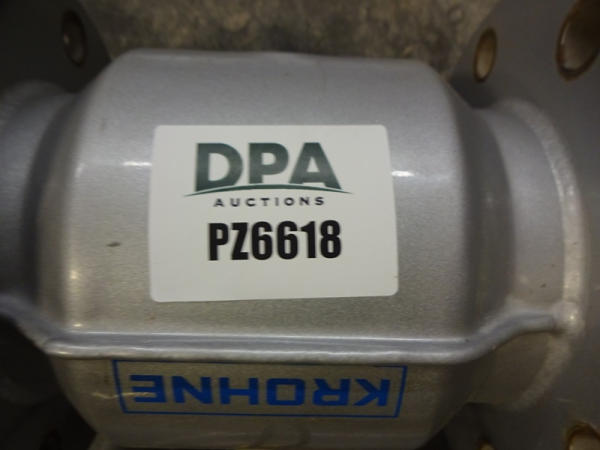 DPA
AUCTIONS
PZ6618
KROHNE